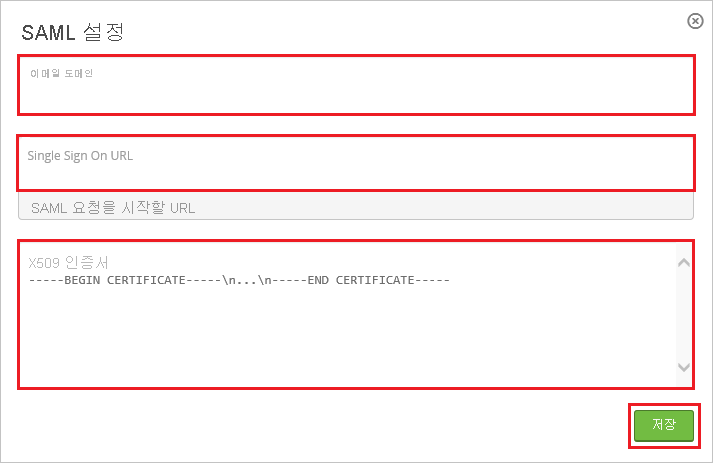 SAML 설정
이메일 도메인
Single Sign On URL
SAML 요청을 시작할 URL
X509 인증서
-----BEGIN CERTIFICATE-----\n...\n-----END CERTIFICATE-----
저장